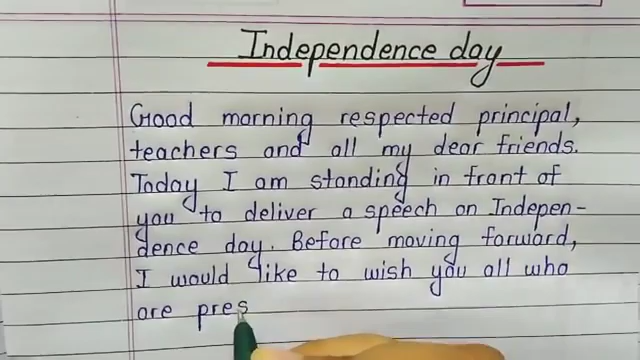 Independence day
Good morning respected principal,
teachers and all my dear friends.
Today I am standing in front of
you to deliver a speech on Indepen-
dence day. Before moving forward,
I would like to wish you all who
are pres